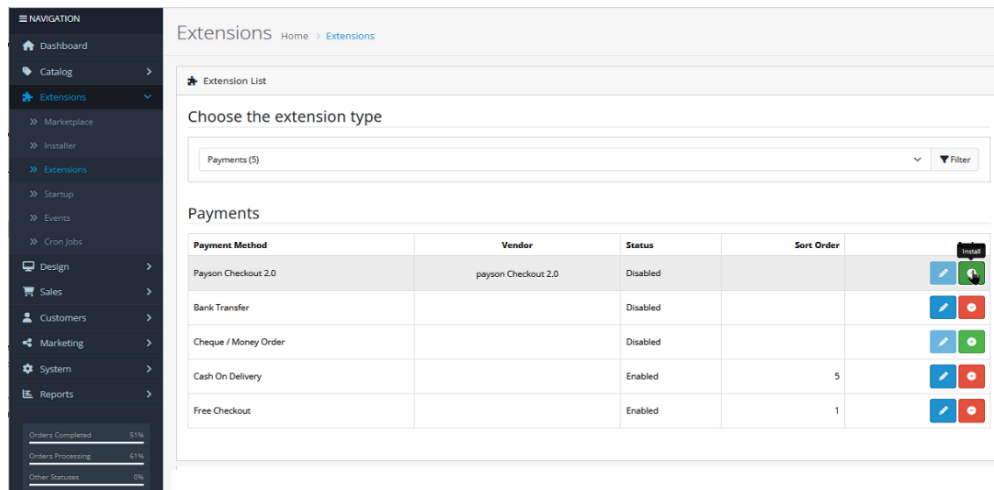 NAVIGATION
Dashboard
Catalog
Extensions
Marketplace
Installer
Extensions
Startup
Events
Cron Jobs
Design
Sales
Customers
Marketing
System
Reports
Orders Completed 51%
Orders Processing 61%
Other Statuses 0%
Extensions Home > Extensions
Extension List
Choose the extension type
Payments (5) Filter
Payments
Payment Method Vendor Status Sort Order
Install
Payson Checkout 2.0 payson Checkout 2.0 Disabled
Bank Transfer Disabled
Cheque / Money Order Disabled
Cash On Delivery Enabled 5
Free Checkout Enabled 1